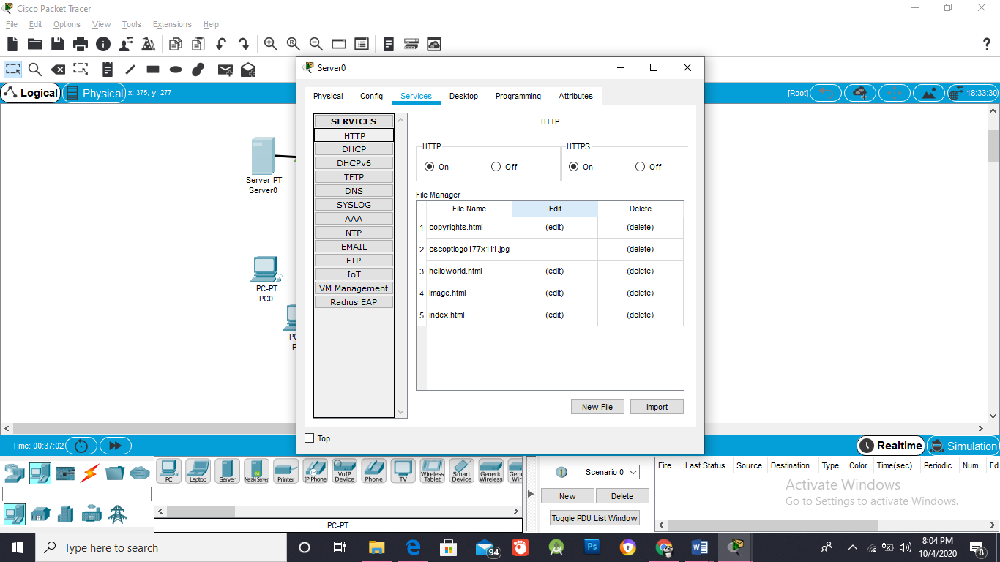 Cisco Packet Tracer
File Edit Options View Tools Extensions Help
Logical
Physical x: 375, y: 277
[Root]
18:33:30
Server-PT
Server0
PC-PT
PC0
Server0
Physical Config Services Desktop Programming Attributes
SERVICES
HTTP
DHCP
DHCPv6
TFTP
DNS
SYSLOG
AAA
NTP
EMAIL
FTP
IoT
VM Management
Radius EAP
HTTP
HTTP HTTPS
On Off On Off
File Manager
File Name Edit Delete
1 copyrights.html (edit) (delete)
2 cscoptlogo177x111.jpg (delete)
3 helloworld.html (edit) (delete)
4 image.html (edit) (delete)
5 index.html (edit) (delete)
New File Import
Top
Time: 00:37:02
Realtime Simulation
PC Laptop Server Meraki Server Printer IP Phone VoIP Device Phone TV Wireless Tablet Smart Device Generic Wireless
PC-PT
Scenario 0
New Delete
Toggle PDU List Window
Fire Last Status Source Destination Type Color Time(sec) Periodic Num Ed
Activate Windows
Go to Settings to activate Windows.
Type here to search
94
Ps
8:04 PM
10/4/2020
8